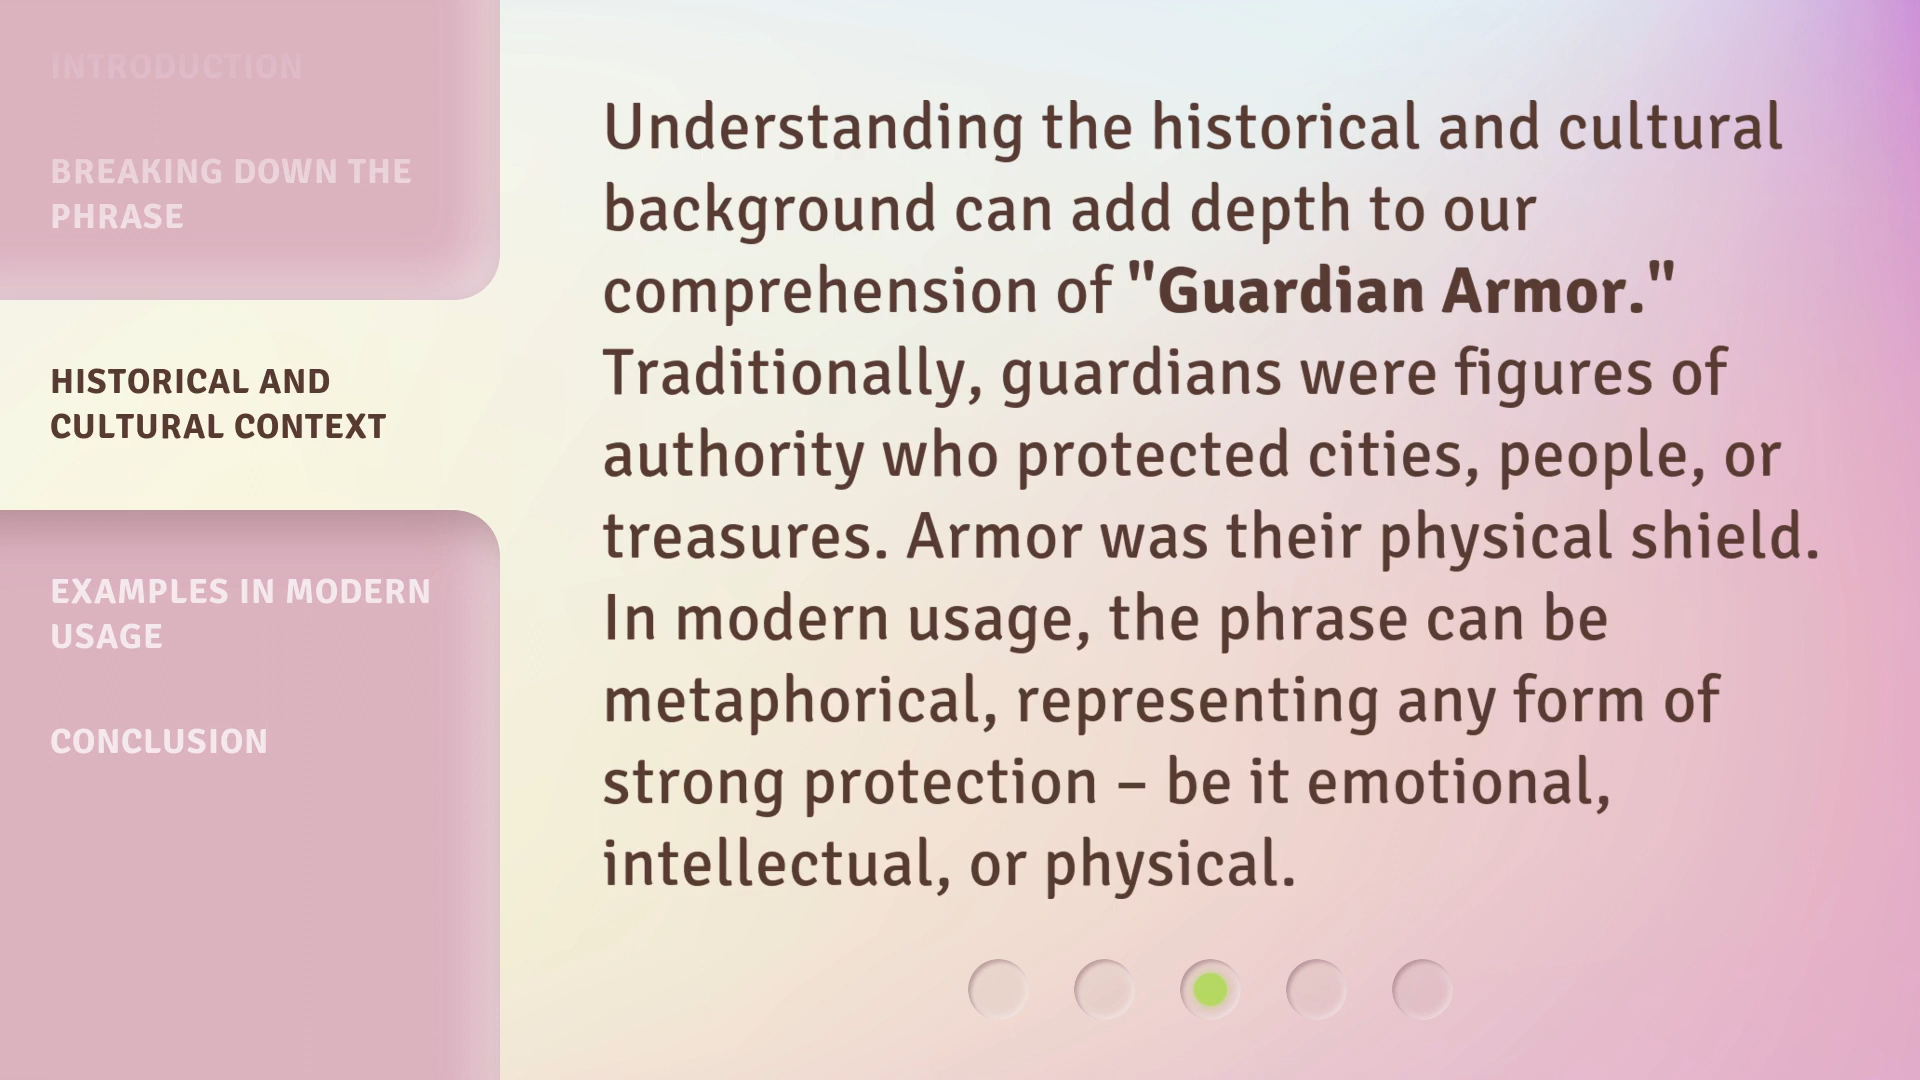 INTRODUCTION
BREAKING DOWN THE
PHRASE
HISTORICAL AND
CULTURAL CONTEXT
EXAMPLES IN MODERN
USAGE
CONCLUSION
Understanding the historical and cultural
background can add depth to our
comprehension of "Guardian Armor."
Traditionally, guardians were figures of
authority who protected cities, people, or
treasures. Armor was their physical shield.
In modern usage, the phrase can be
metaphorical, representing any form of
strong protection – be it emotional,
intellectual, or physical.